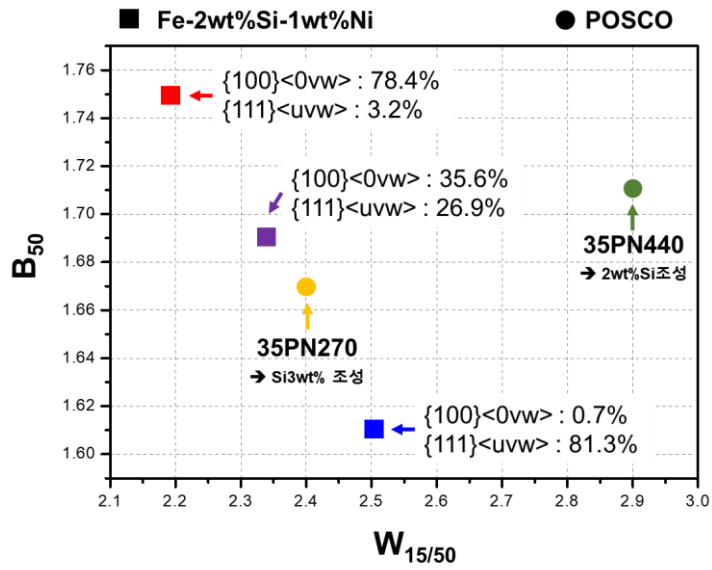 Fe-2wt%Si-1wt%Ni
POSCO
1.76
1.74
1.72
1.70
1.68
1.66
1.64
1.62
1.60
B50
{100}<0vw> : 78.4%
{111}<uvw> : 3.2%
{100}<0vw> : 35.6%
{111}<uvw> : 26.9%
35PN440
➔ 2wt%Si조성
35PN270
➔ Si3wt% 조성
{100}<0vw> : 0.7%
{111}<uvw> : 81.3%
2.1 2.2 2.3 2.4 2.5 2.6 2.7 2.8 2.9 3.0
W15/50